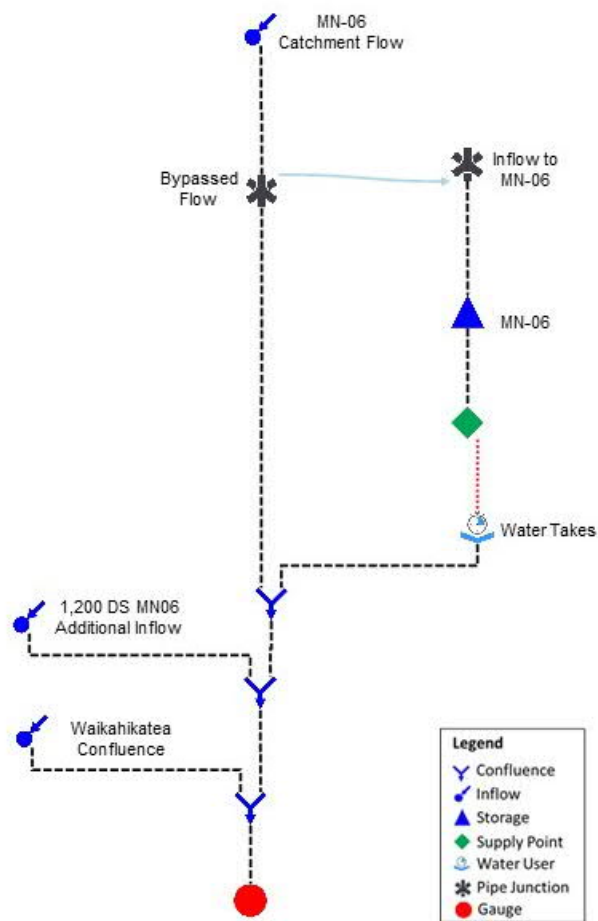 MN-06
Catchment Flow
Bypassed
Flow
Inflow to
MN-06
MN-06
Water Takes
1,200 DS MN06
Additional Inflow
Waikahikatea
Confluence
Legend
Confluence
Inflow
Storage
Supply Point
Water User
Pipe Junction
Gauge